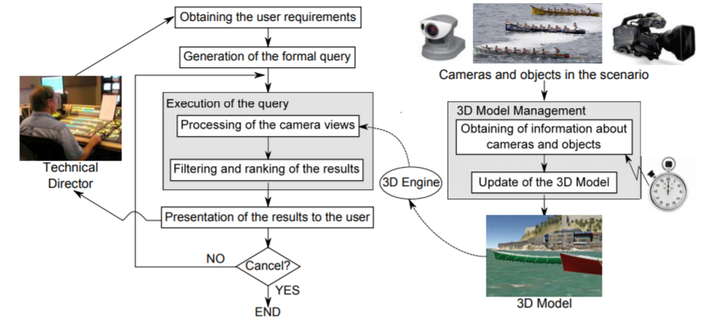 Obtaining the user requirements
Generation of the formal query
Execution of the query
Processing of the camera views
Filtering and ranking of the results
Presentation of the results to the user
NO
Cancel?
YES
END
Technical
Director
3D Engine
Cameras and objects in the scenario
3D Model Management
Obtaining of information about
cameras and objects
Update of the 3D Model
3D Model